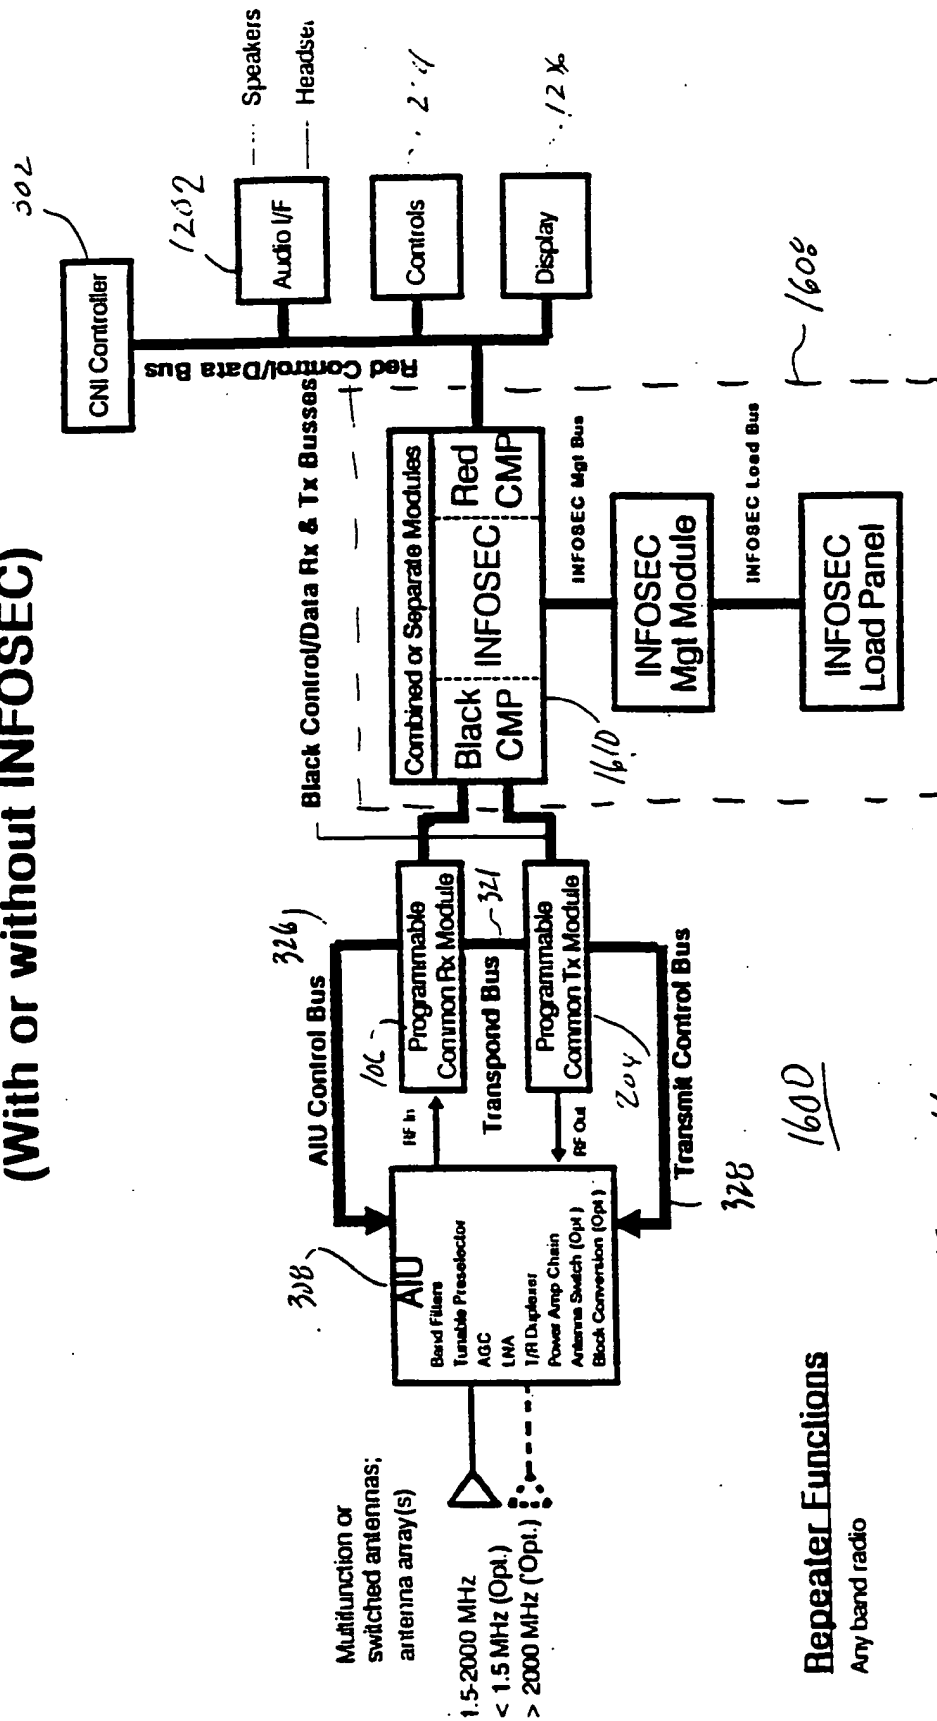 (With or without INFOSEC)
302
CNI Controller
1202
Audio I/F
Speakers
Controls
Display
Red Control/Data Bus
Black Control/Data Rx & Tx Busses
1608
Combined or Separate Modules
Black
CMP
INFOSEC
Red
CMP
1610
INFOSEC Mgt Bus
INFOSEC
Mgt Module
INFOSEC Load Bus
INFOSEC
Load Panel
326
AIU Control Bus
106
Programmable
Common Rx Module
RF In
Transpond Bus
321
Programmable
Common Tx Module
RF Out
204
Transmit Control Bus
328
308
AIU
Band Filters
Tunable Preselector
AGC
LNA
T/R Duplexer
Power Amp Chain
Antenna Switch (Opt)
Block Conversion (Opt)
Multifunction or
switched antennas;
antenna array(s)
1.5-2000 MHz
< 1.5 MHz (Opt.)
> 2000 MHz (Opt.)
1600
Repeater Functions
Any band radio